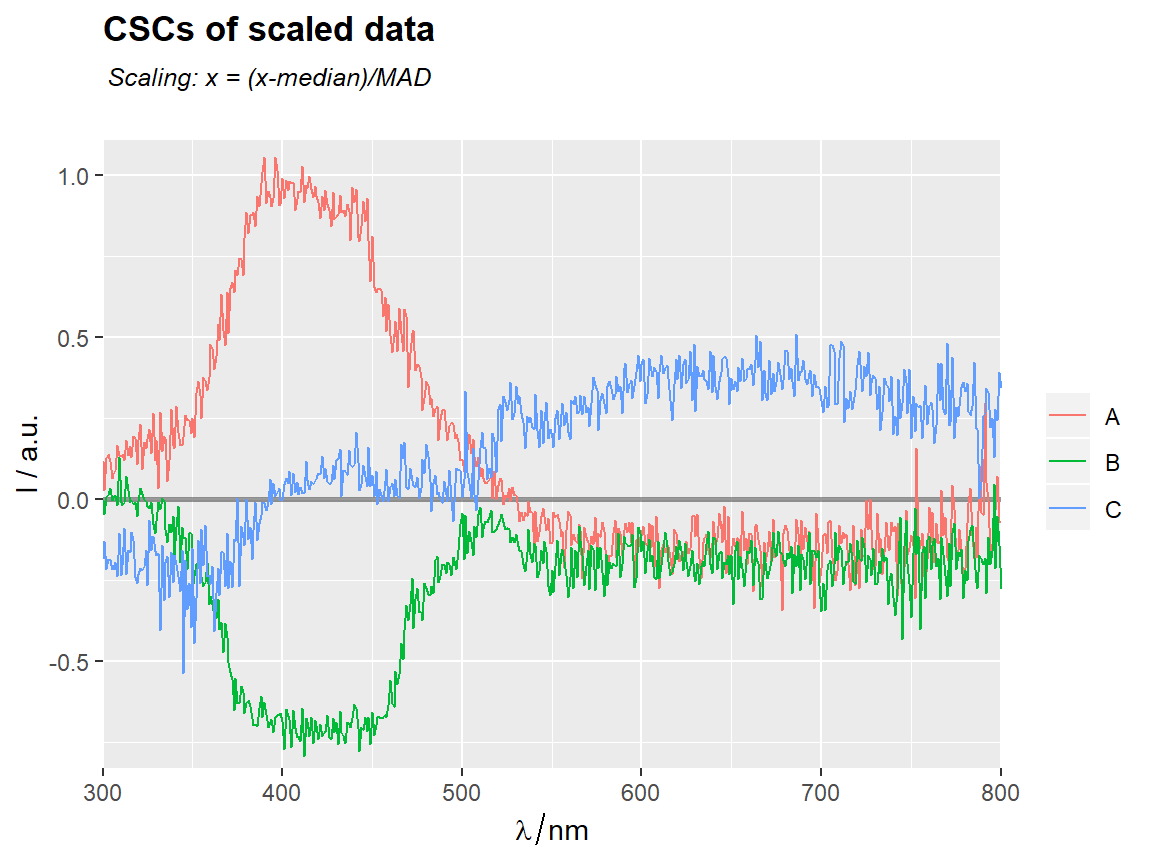 CSCs of scaled data
Scaling: x = (x-median)/MAD
1.0
0.5
0.0
-0.5
I / a.u.
300 400 500 600 700 800
λ/nm
A
B
C